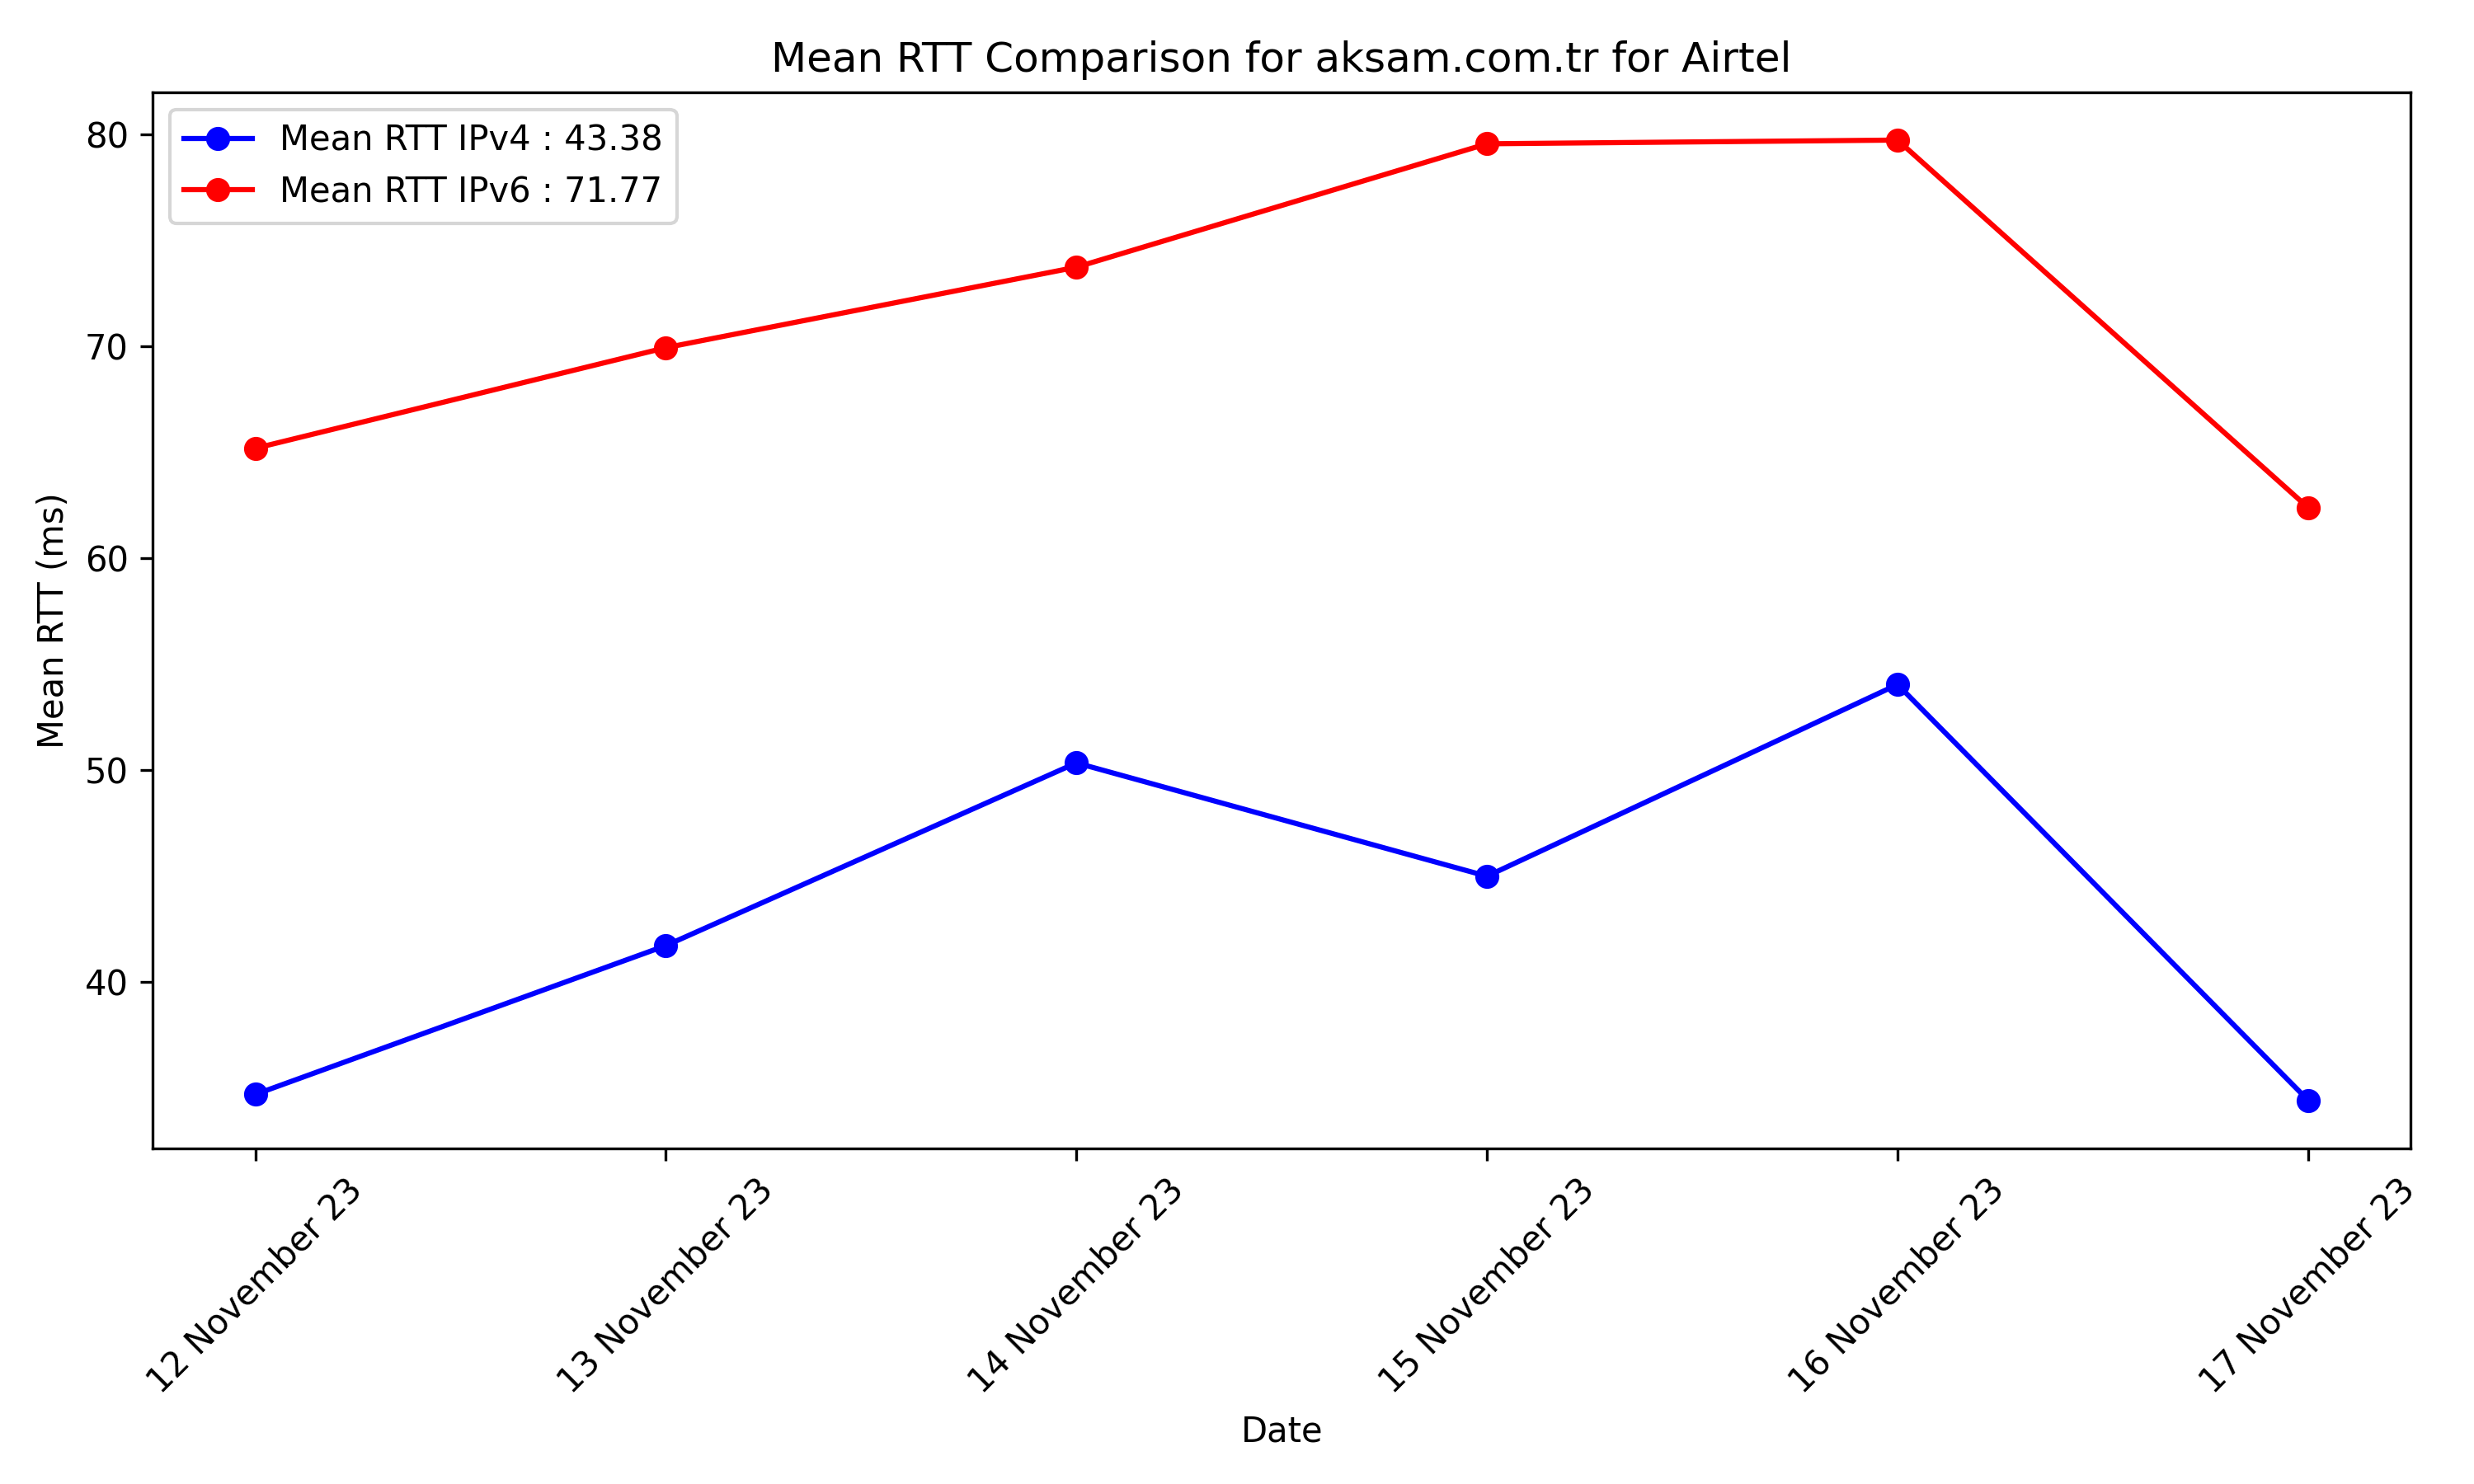 Mean RTT Comparison for aksam.com.tr for Airtel
Mean RTT IPv4 : 43.38
Mean RTT IPv6 : 71.77
Mean RTT (ms)
80
70
60
50
40
12 November 23
13 November 23
14 November 23
15 November 23
16 November 23
17 November 23
Date